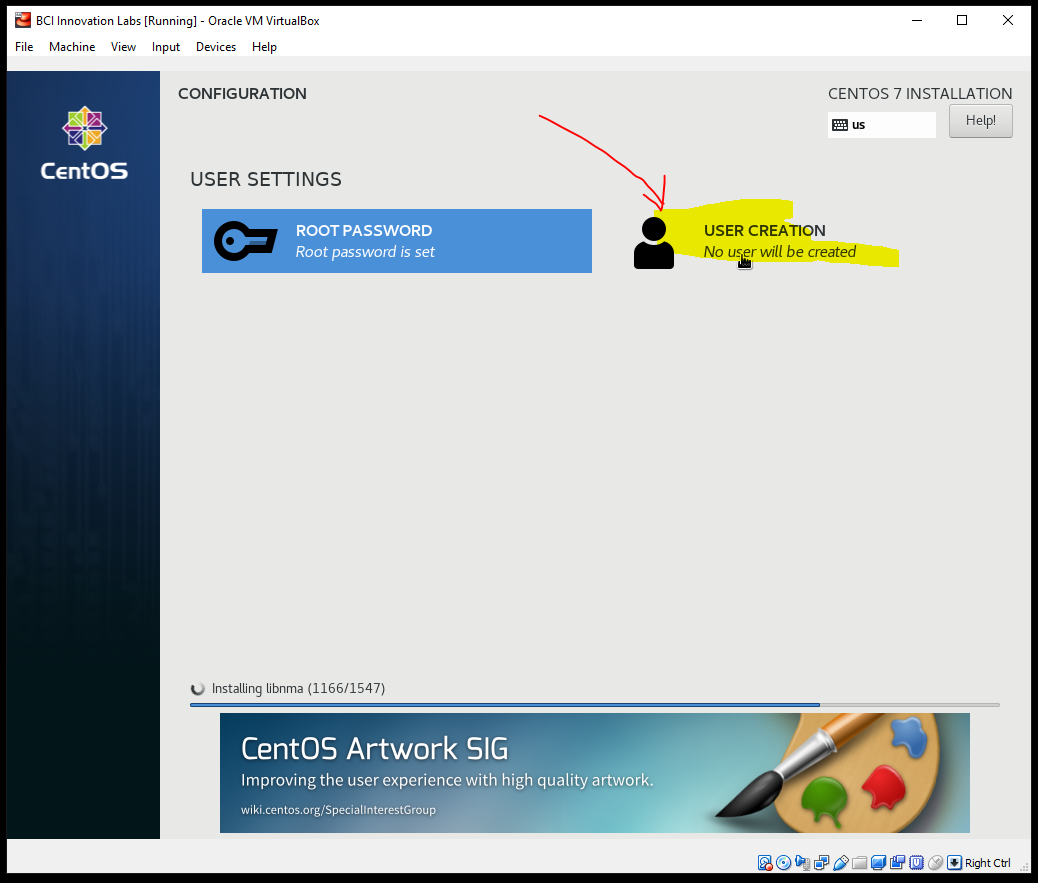 BCI Innovation Labs [Running] - Oracle VM VirtualBox
File Machine View Input Devices Help
CentOS
CONFIGURATION
CENTOS 7 INSTALLATION
us
Help!
USER SETTINGS
ROOT PASSWORD
Root password is set
USER CREATION
No user will be created
Installing libnma (1166/1547)
CentOS Artwork SIG
Improving the user experience with high quality artwork.
wiki.centos.org/SpecialInterestGroup
Right Ctrl